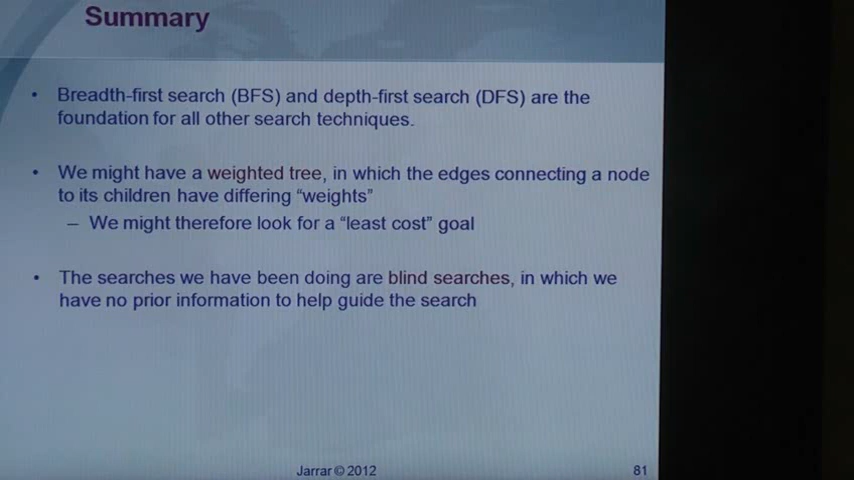 Summary
• Breadth-first search (BFS) and depth-first search (DFS) are the
foundation for all other search techniques.
• We might have a weighted tree, in which the edges connecting a node
to its children have differing “weights”
– We might therefore look for a “least cost” goal
• The searches we have been doing are blind searches, in which we
have no prior information to help guide the search
Jarrar © 2012
81